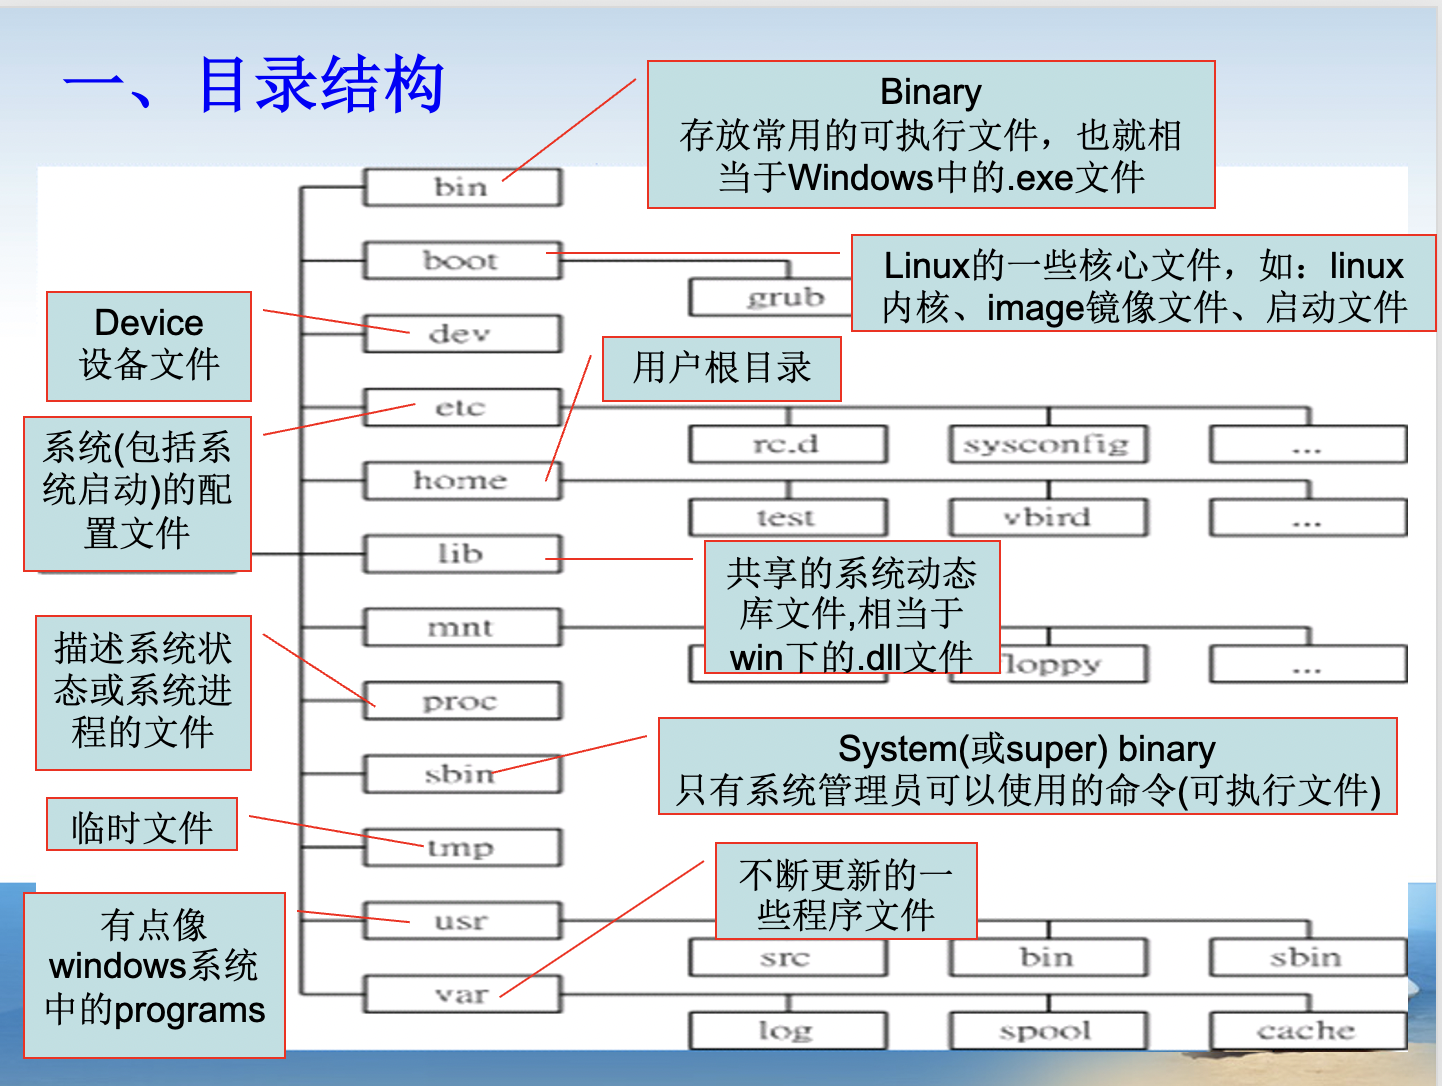 一、目录结构
Binary
存放常用的可执行文件，也就相
当于Windows中的.exe文件
bin
boot
Linux的一些核心文件，如：linux
内核、image镜像文件、启动文件
grub
Device
设备文件
dev
用户根目录
etc
系统(包括系
统启动)的配
置文件
rc.d
sysconfig
...
home
test
vbird
...
lib
共享的系统动态
库文件,相当于
win下的.dll文件
描述系统状
态或系统进
程的文件
mnt
...
proc
System(或super) binary
只有系统管理员可以使用的命令(可执行文件)
sbin
临时文件
tmp
不断更新的一
些程序文件
有点像
windows系统
中的programs
usr
src
bin
sbin
var
log
spool
cache